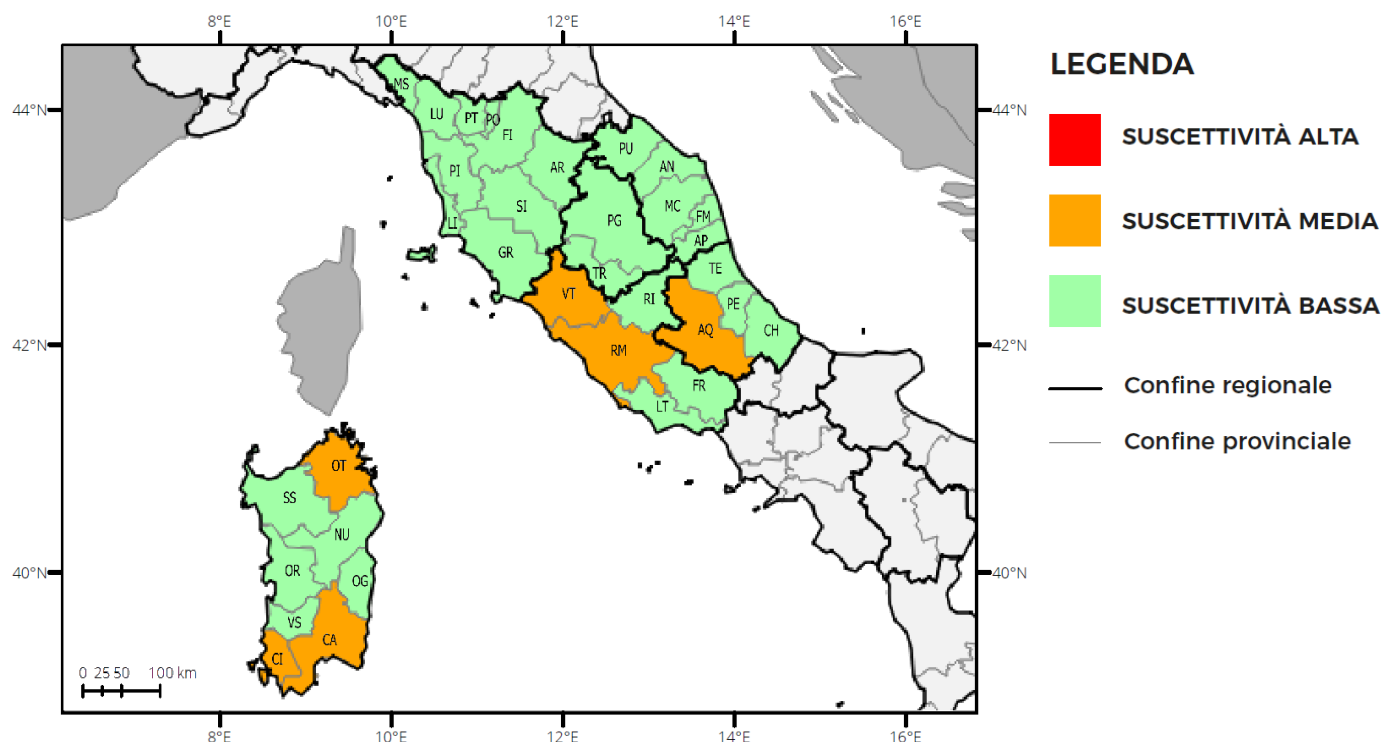 8°E 10°E 12°E 14°E 16°E
44°N 44°N
42°N 42°N
40°N 40°N
8°E 10°E 12°E 14°E 16°E
MS
LU PT PO
FI
PU
PI AR AN
SI MC
LI PG FM
GR AP
TR TE
VT RI PE
RM AQ CH
FR
LT
OT
SS
NU
OR OG
VS
CA
CI
0 25 50 100 km
LEGENDA
SUSCETTIVITÀ ALTA
SUSCETTIVITÀ MEDIA
SUSCETTIVITÀ BASSA
Confine regionale
Confine provinciale